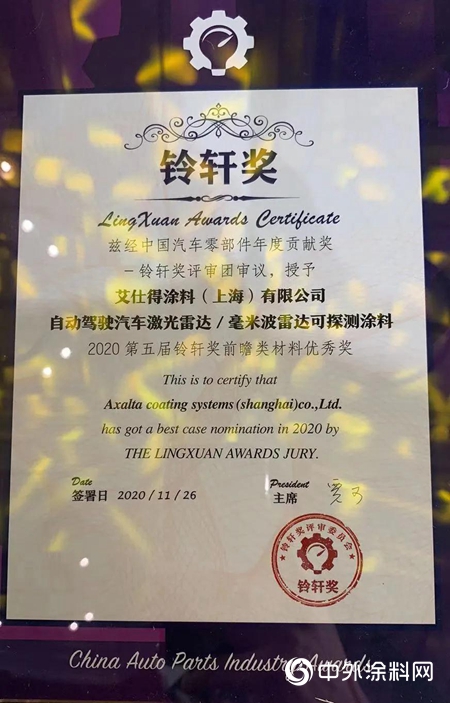 铃轩奖
LingXuan Awards Certificate
兹经中国汽车零部件年度贡献奖
－铃轩奖评审团审议，授予
艾仕得涂料（上海）有限公司
自动驾驶汽车激光雷达 / 毫米波雷达可探测涂料
2020 第五届铃轩奖前瞻类材料优秀奖
This is to certify that
Axalta coating systems(shanghai)co.,Ltd.
has got a best case nomination in 2020 by
THE LINGXUAN AWARDS JURY.
Date
签署日 2020/11/26
President
主席
铃轩奖评审委员会
铃轩奖
China Auto Parts Industry Awards
中外涂料网